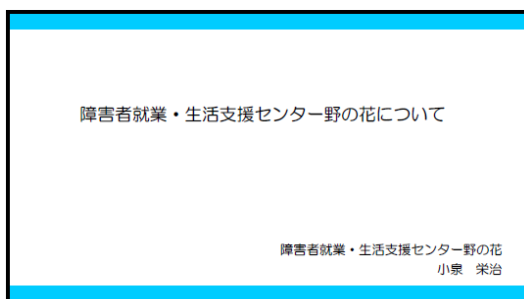 障害者就業・生活支援センター野の花について
障害者就業・生活支援センター野の花
小泉　栄治